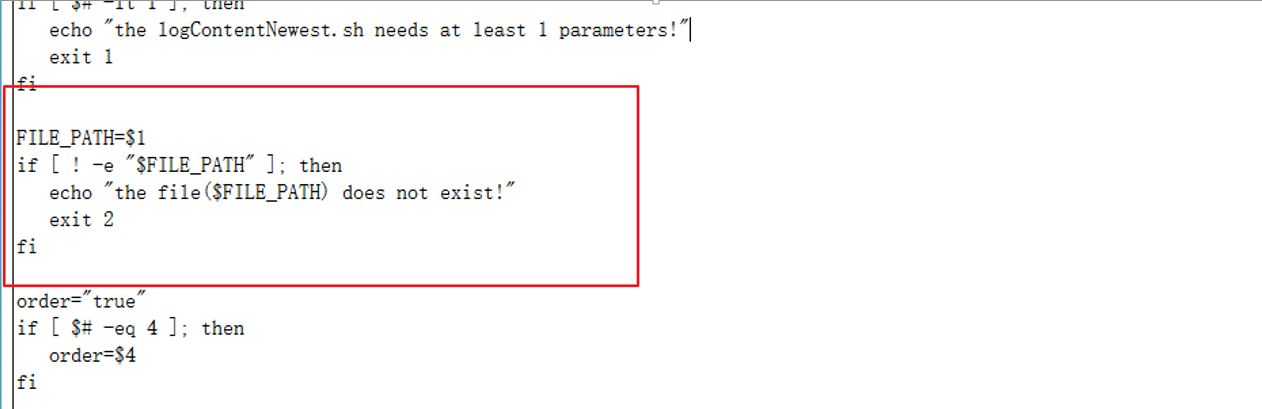 if [ $# -lt 1 ]; then
echo "the logContentNewest.sh needs at least 1 parameters!"
exit 1
fi
FILE_PATH=$1
if [ ! -e "$FILE_PATH" ]; then
echo "the file($FILE_PATH) does not exist!"
exit 2
fi
order="true"
if [ $# -eq 4 ]; then
order=$4
fi